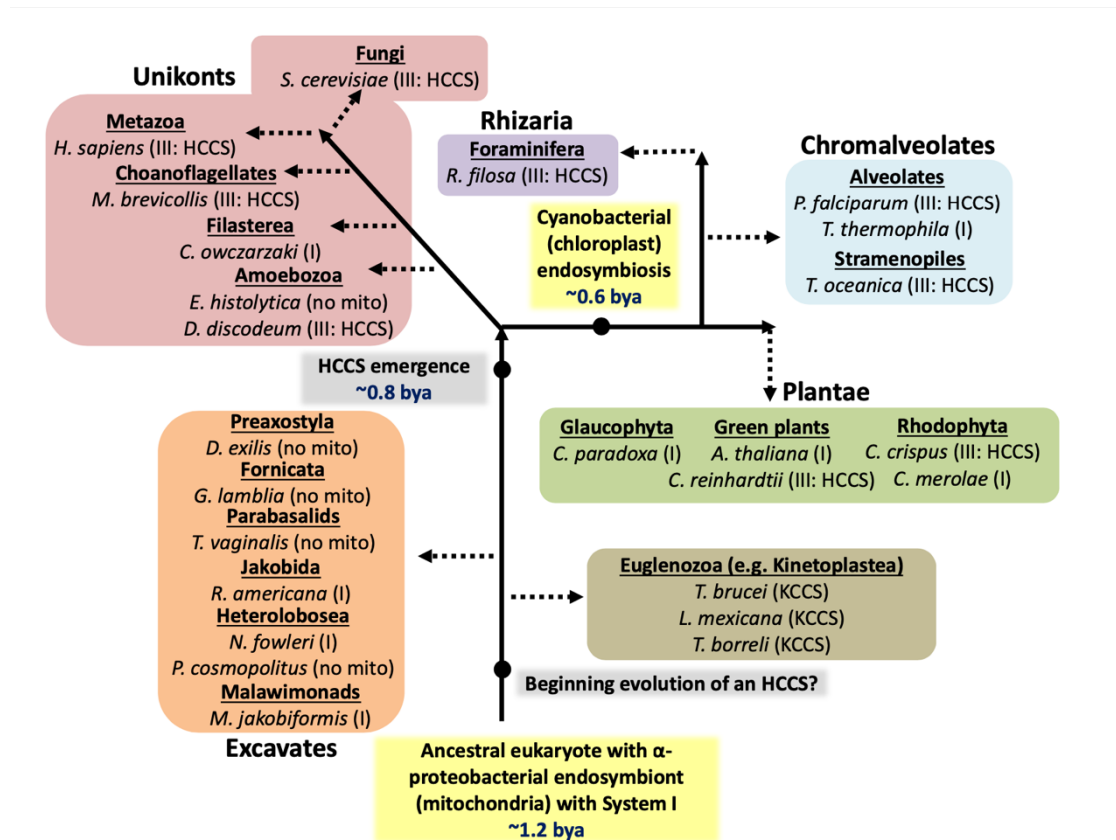 Unikonts
Fungi
S. cerevisiae (III: HCCS)
Metazoa
H. sapiens (III: HCCS)
Choanoflagellates
M. brevicollis (III: HCCS)
Filasterea
C. owczarzaki (I)
Amoebozoa
E. histolytica (no mito)
D. discodeum (III: HCCS)
Rhizaria
Foraminifera
R. filosa (III: HCCS)
Chromalveolates
Alveolates
P. falciparum (III: HCCS)
T. thermophila (I)
Stramenopiles
T. oceanica (III: HCCS)
Cyanobacterial
(chloroplast)
endosymbiosis
~0.6 bya
HCCS emergence
~0.8 bya
Plantae
Glaucophyta
C. paradoxa (I)
Green plants
A. thaliana (I)
C. reinhardtii (III: HCCS)
Rhodophyta
C. crispus (III: HCCS)
C. merolae (I)
Preaxostyla
D. exilis (no mito)
Fornicata
G. lamblia (no mito)
Parabasalids
T. vaginalis (no mito)
Jakobida
R. americana (I)
Heterolobosea
N. fowleri (I)
P. cosmopolitus (no mito)
Malawimonads
M. jakobiformis (I)
Excavates
Euglenozoa (e.g. Kinetoplastea)
T. brucei (KCCS)
L. mexicana (KCCS)
T. borreli (KCCS)
Beginning evolution of an HCCS?
Ancestral eukaryote with α-
proteobacterial endosymbiont
(mitochondria) with System I
~1.2 bya